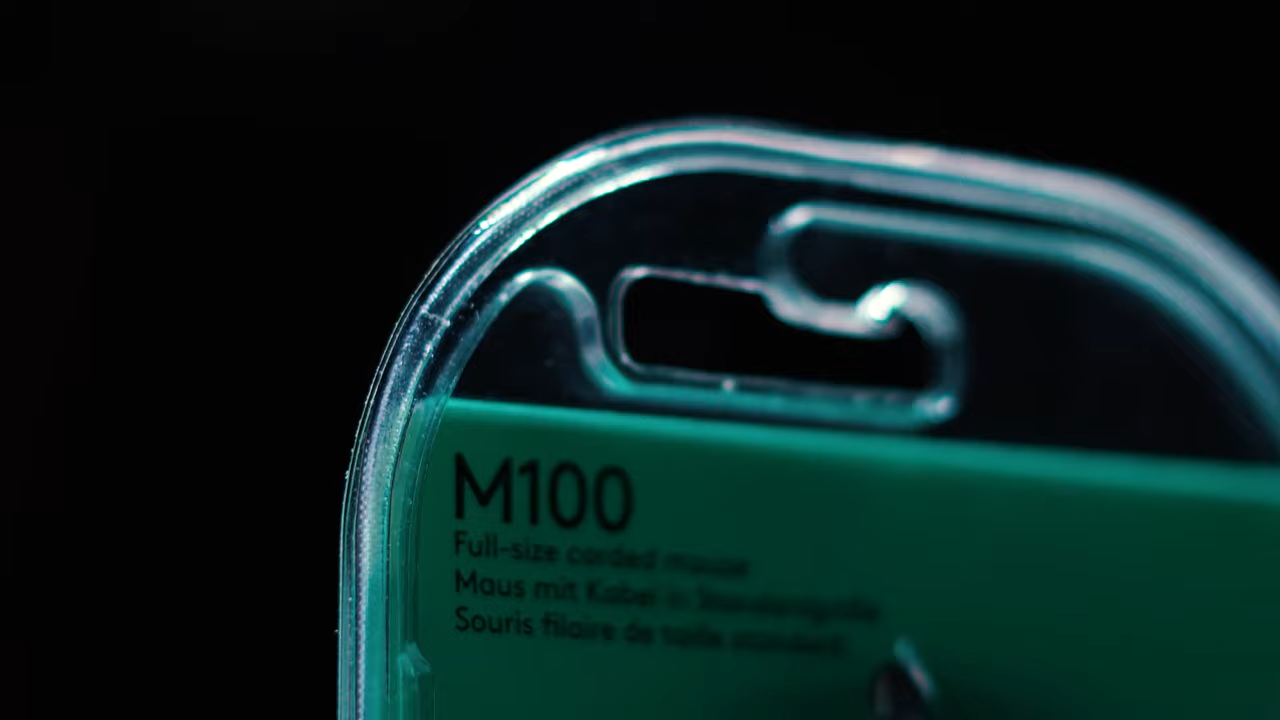 M100
Full-size corded mouse
Maus mit Kabel in Standardgröße
Souris filaire de taille standard